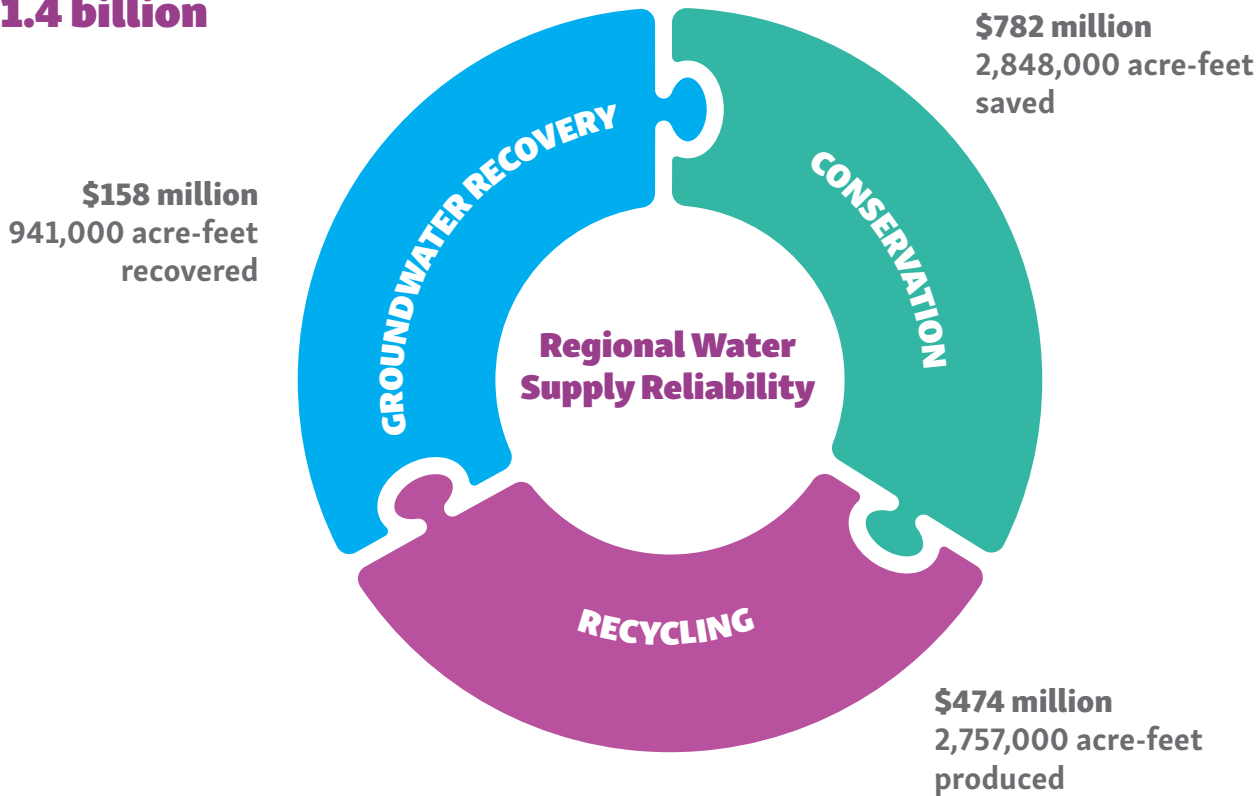 1.4 billion
$782 million
2,848,000 acre-feet
saved
$158 million
941,000 acre-feet
recovered
GROUNDWATER RECOVERY
CONSERVATION
Regional Water
Supply Reliability
RECYCLING
$474 million
2,757,000 acre-feet
produced